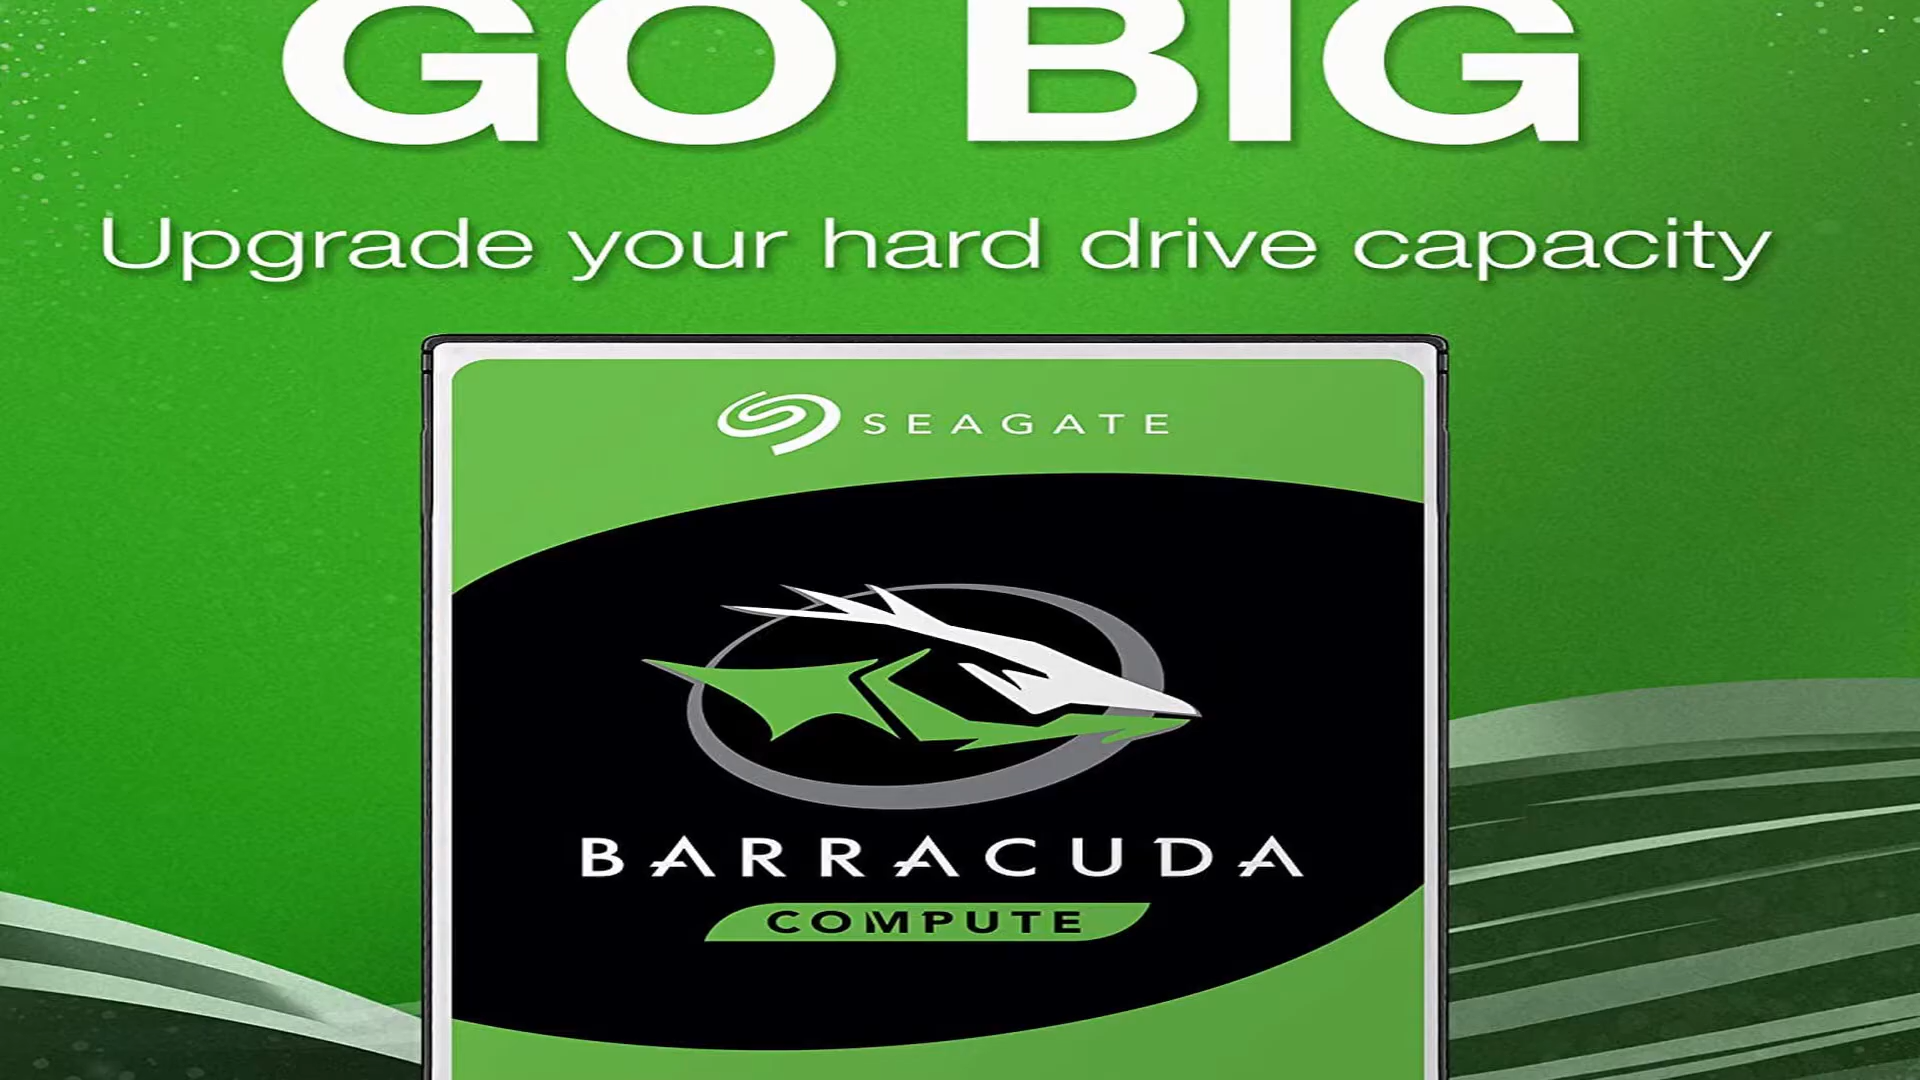 GO BIG
Upgrade your hard drive capacity
SEAGATE
BARRACUDA
COMPUTE